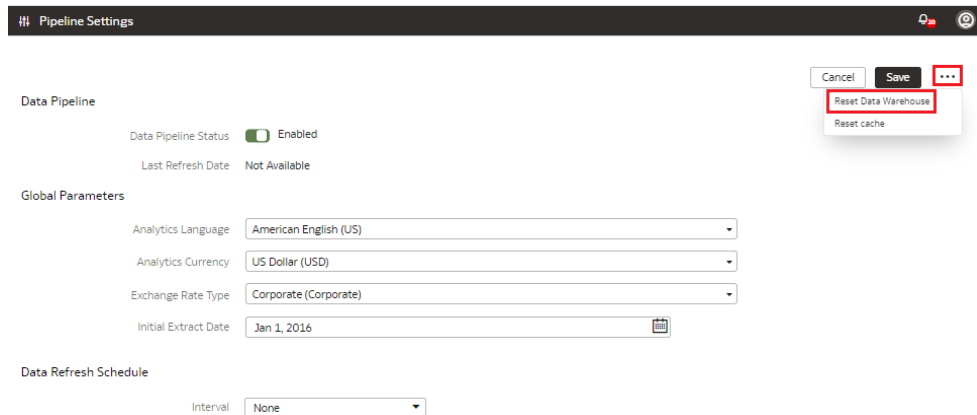 Pipeline Settings
Cancel Save ...
Reset Data Warehouse
Reset cache
Data Pipeline
Data Pipeline Status Enabled
Last Refresh Date Not Available
Global Parameters
Analytics Language American English (US)
Analytics Currency US Dollar (USD)
Exchange Rate Type Corporate (Corporate)
Initial Extract Date Jan 1, 2016
Data Refresh Schedule
Interval None